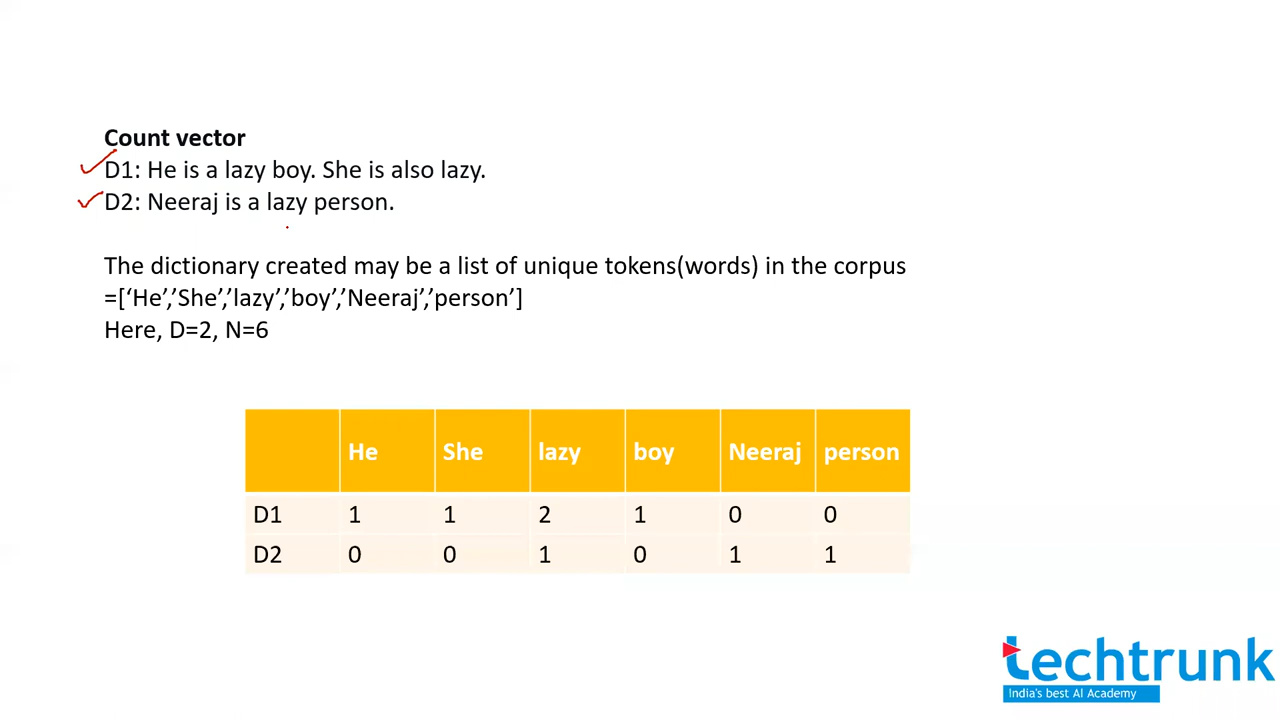 Count vector
D1: He is a lazy boy. She is also lazy.
D2: Neeraj is a lazy person.
The dictionary created may be a list of unique tokens(words) in the corpus
=[‘He’,’She’,’lazy’,’boy’,’Neeraj’,’person’]
Here, D=2, N=6
He She lazy boy Neeraj person
D1 1 1 2 1 0 0
D2 0 0 1 0 1 1
techtrunk
India's best AI Academy